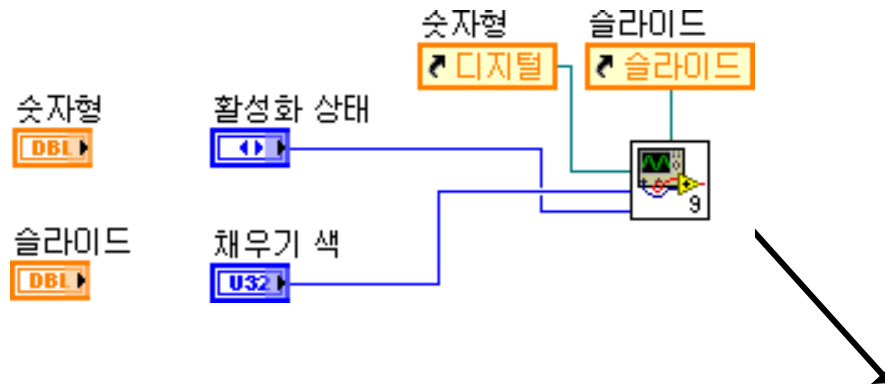 숫자형 슬라이드
디지털 슬라이드
숫자형 활성화 상태
DBL
9
슬라이드 채우기 색
DBL U32